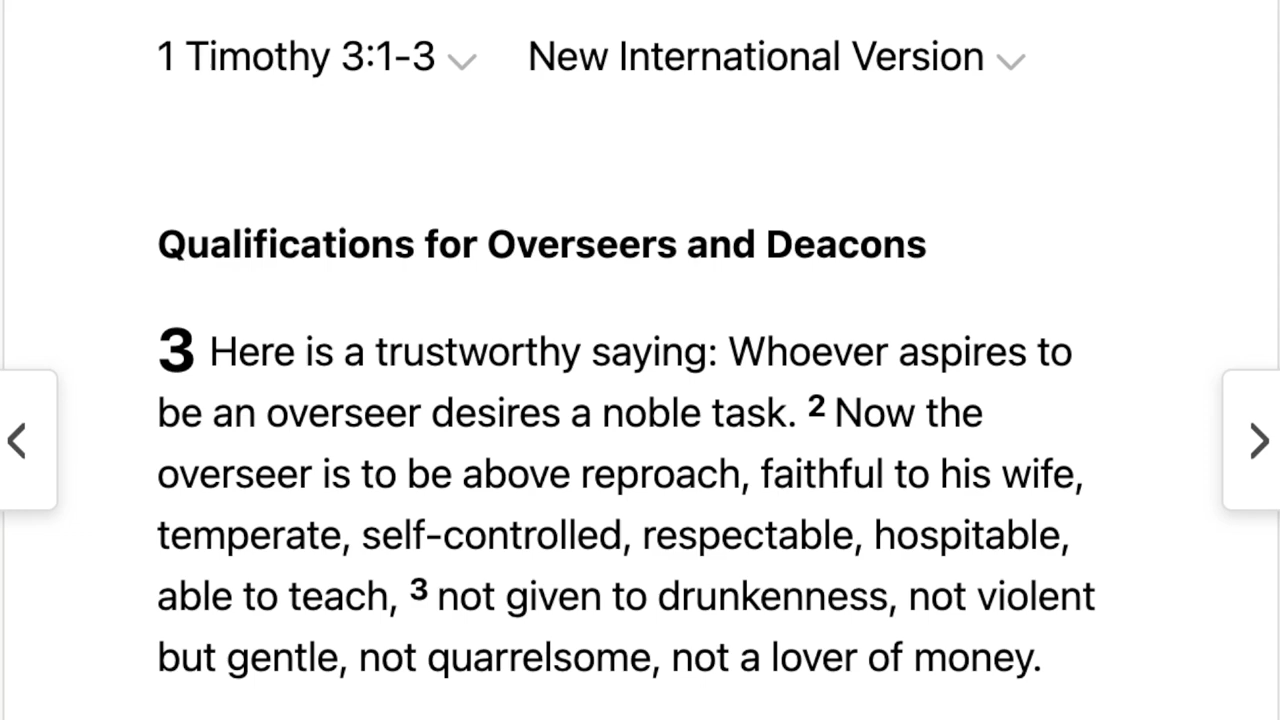 1 Timothy 3:1-3 New International Version
Qualifications for Overseers and Deacons
3 Here is a trustworthy saying: Whoever aspires to
be an overseer desires a noble task. 2 Now the
overseer is to be above reproach, faithful to his wife,
temperate, self-controlled, respectable, hospitable,
able to teach, 3 not given to drunkenness, not violent
but gentle, not quarrelsome, not a lover of money.